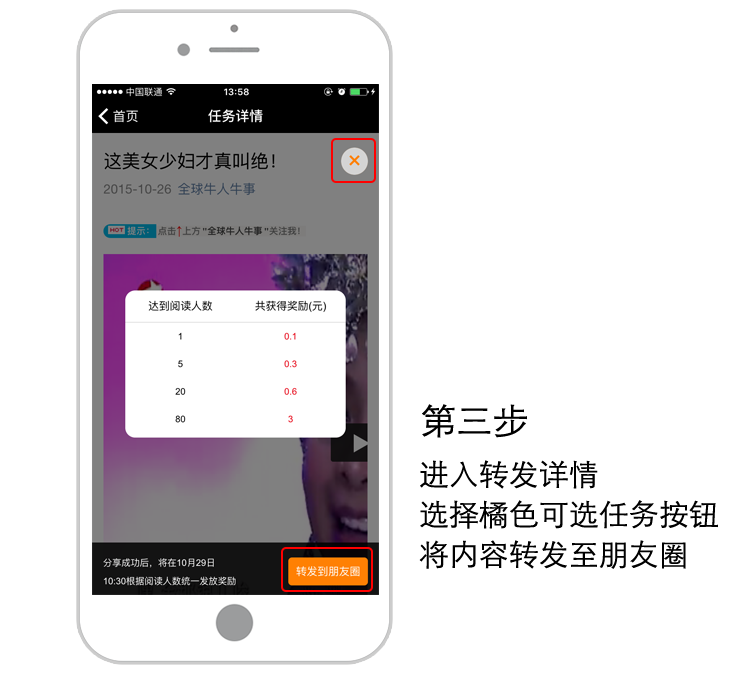 中国联通 13:58
首页 任务详情
这美女少妇才真叫绝！
2015-10-26 全球牛人牛事
HOT 提示： 点击↑上方"全球牛人牛事"关注我！
达到阅读人数 共获得奖励(元)
1 0.1
5 0.3
20 0.6
80 3
分享成功后，将在10月29日
10:30根据阅读人数统一发放奖励
转发到朋友圈
第三步
进入转发详情
选择橘色可选任务按钮
将内容转发至朋友圈